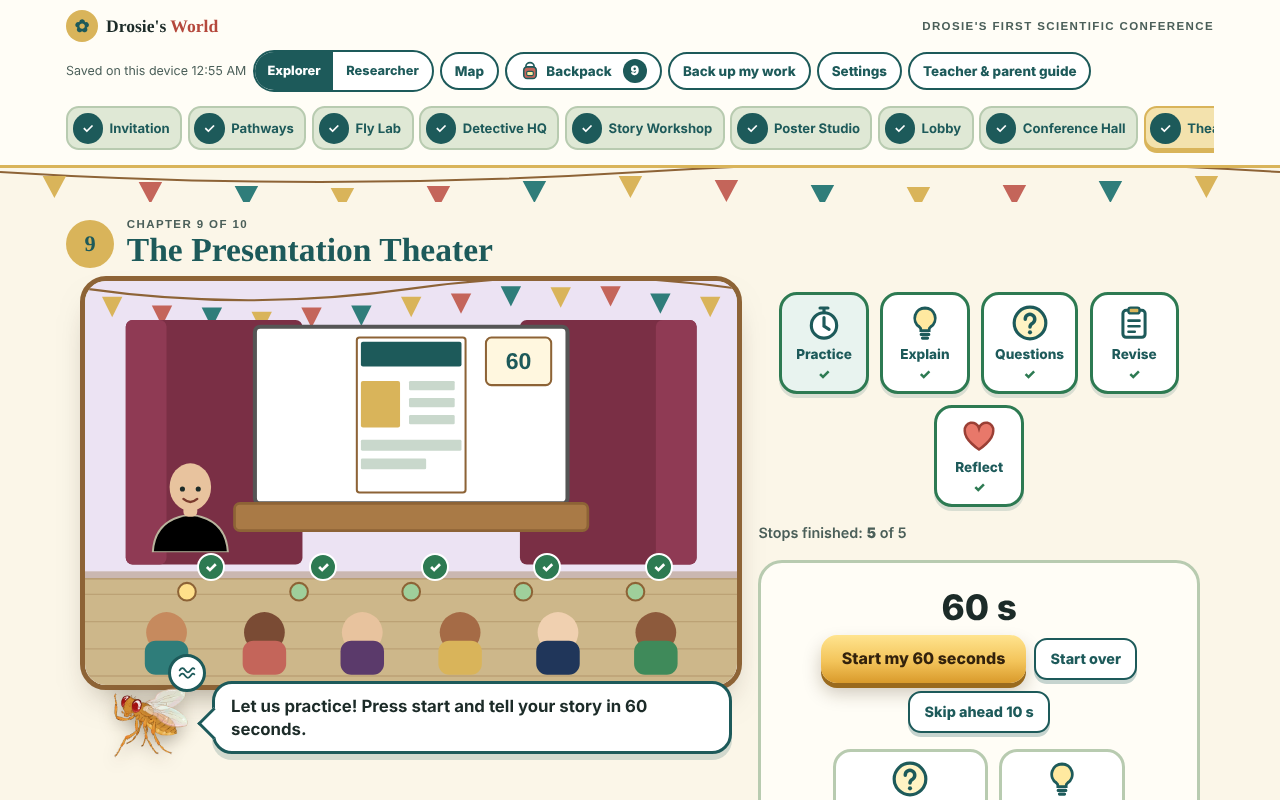 Drosie's World
DROSIE'S FIRST SCIENTIFIC CONFERENCE
Saved on this device 12:55 AM
Explorer
Researcher
Map
Backpack 9
Back up my work
Settings
Teacher & parent guide
Invitation
Pathways
Fly Lab
Detective HQ
Story Workshop
Poster Studio
Lobby
Conference Hall
CHAPTER 9 OF 10
9
The Presentation Theater
60
Practice
Explain
Questions
Revise
Reflect
Stops finished: 5 of 5
60 s
Start my 60 seconds
Start over
Skip ahead 10 s
Let us practice! Press start and tell your story in 60
seconds.